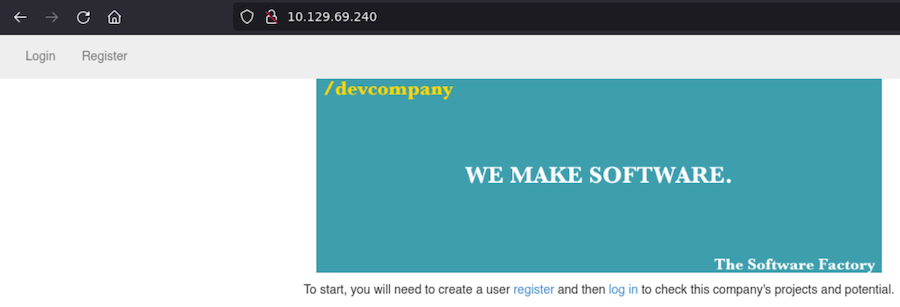 10.129.69.240
Login Register
/devcompany
WE MAKE SOFTWARE.
The Software Factory
To start, you will need to create a user register and then log in to check this company's projects and potential.